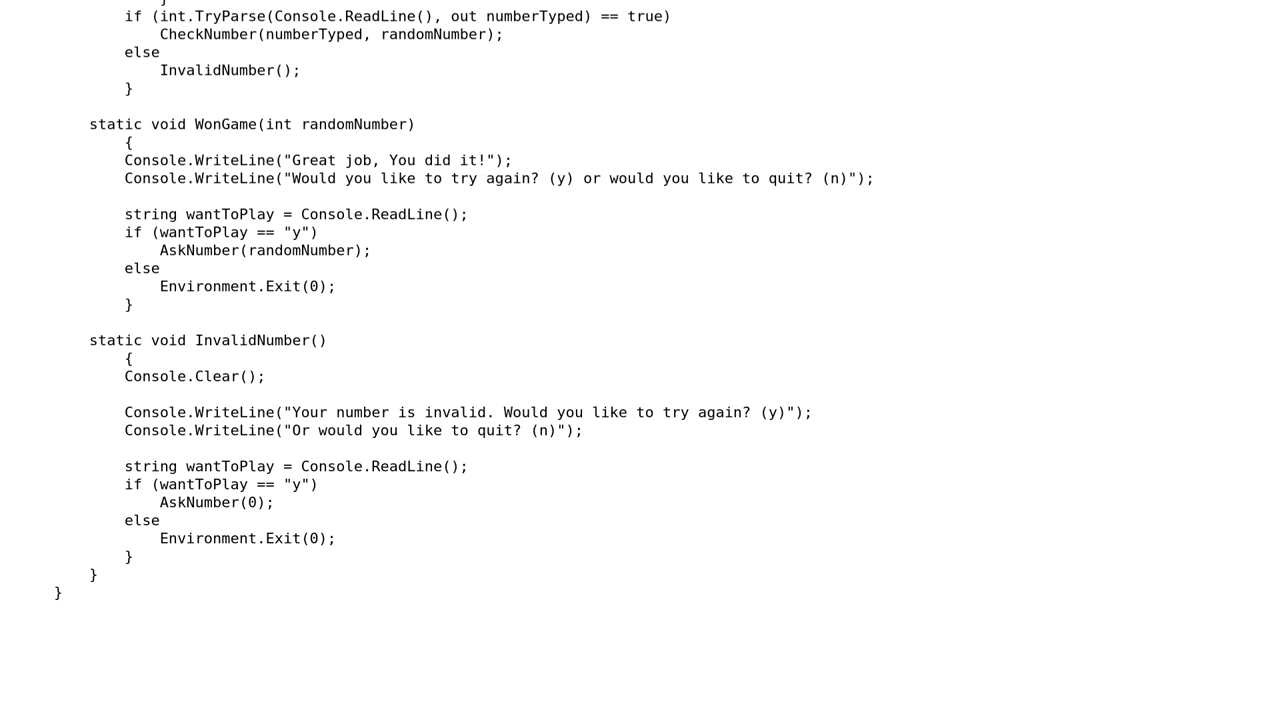 }
if (int.TryParse(Console.ReadLine(), out numberTyped) == true)
CheckNumber(numberTyped, randomNumber);
else
InvalidNumber();
}
static void WonGame(int randomNumber)
{
Console.WriteLine("Great job, You did it!");
Console.WriteLine("Would you like to try again? (y) or would you like to quit? (n)");
string wantToPlay = Console.ReadLine();
if (wantToPlay == "y")
AskNumber(randomNumber);
else
Environment.Exit(0);
}
static void InvalidNumber()
{
Console.Clear();
Console.WriteLine("Your number is invalid. Would you like to try again? (y)");
Console.WriteLine("Or would you like to quit? (n)");
string wantToPlay = Console.ReadLine();
if (wantToPlay == "y")
AskNumber(0);
else
Environment.Exit(0);
}
}
}